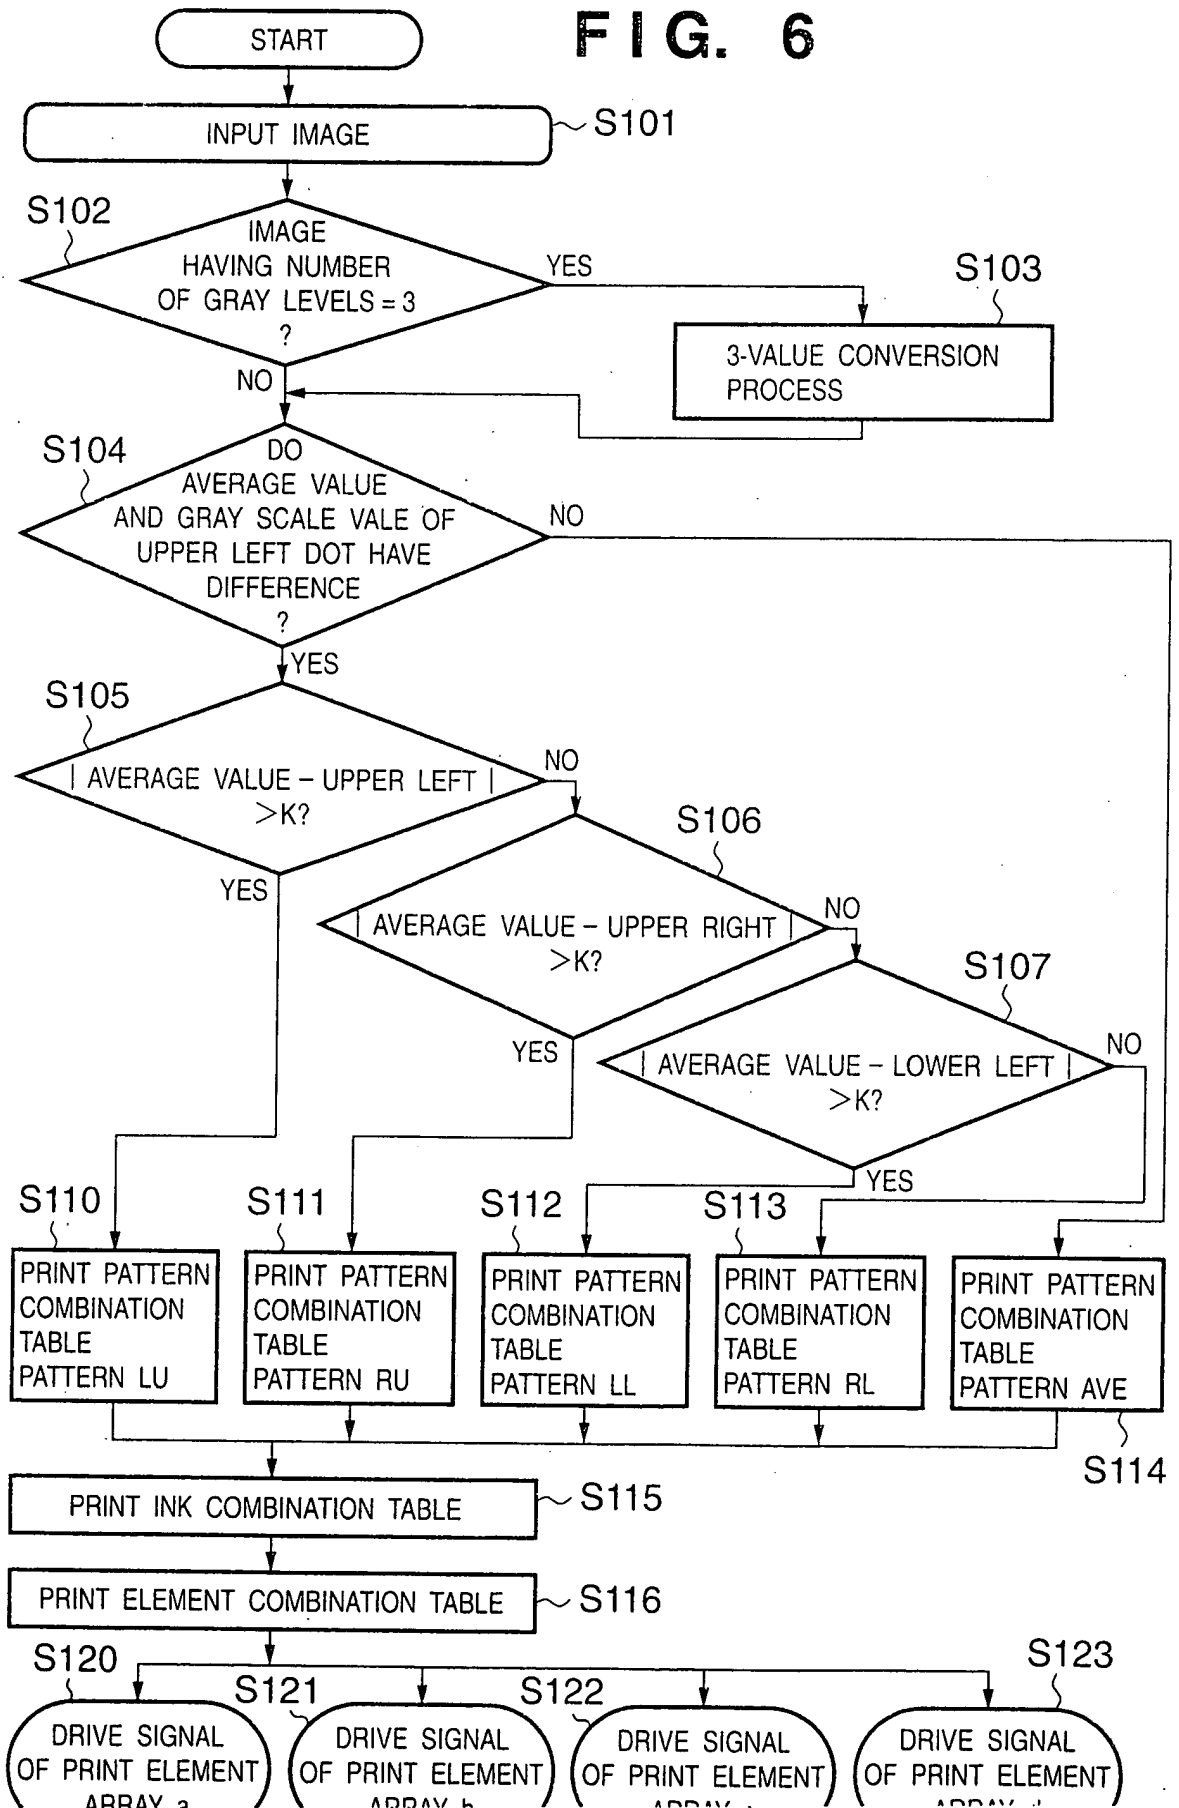 FIG. 6
START
INPUT IMAGE
S101
S102
IMAGE
HAVING NUMBER
OF GRAY LEVELS = 3
?
YES
NO
S103
3-VALUE CONVERSION
PROCESS
S104
DO
AVERAGE VALUE
AND GRAY SCALE VALE OF
UPPER LEFT DOT HAVE
DIFFERENCE
?
NO
YES
S105
| AVERAGE VALUE – UPPER LEFT |
>K?
NO
YES
S106
| AVERAGE VALUE – UPPER RIGHT |
>K?
NO
YES
S107
| AVERAGE VALUE – LOWER LEFT |
>K?
NO
YES
S110
PRINT PATTERN
COMBINATION
TABLE
PATTERN LU
S111
PRINT PATTERN
COMBINATION
TABLE
PATTERN RU
S112
PRINT PATTERN
COMBINATION
TABLE
PATTERN LL
S113
PRINT PATTERN
COMBINATION
TABLE
PATTERN RL
PRINT PATTERN
COMBINATION
TABLE
PATTERN AVE
S114
PRINT INK COMBINATION TABLE
S115
PRINT ELEMENT COMBINATION TABLE
S116
S120
DRIVE SIGNAL
OF PRINT ELEMENT
ARRAY a
S121
DRIVE SIGNAL
OF PRINT ELEMENT
ARRAY b
S122
DRIVE SIGNAL
OF PRINT ELEMENT
ARRAY
S123
DRIVE SIGNAL
OF PRINT ELEMENT
ARRAY